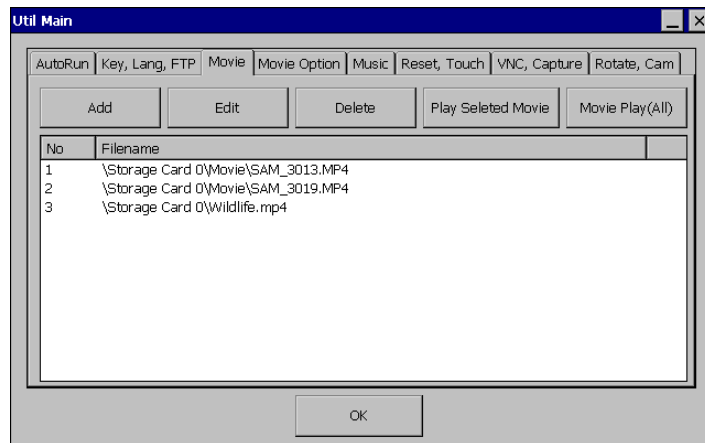 Util Main
AutoRun Key, Lang, FTP Movie Movie Option Music Reset, Touch VNC, Capture Rotate, Cam
Add Edit Delete Play Seleted Movie Movie Play(All)
No Filename
1 \Storage Card 0\Movie\SAM_3013.MP4
2 \Storage Card 0\Movie\SAM_3019.MP4
3 \Storage Card 0\Wildlife.mp4
OK